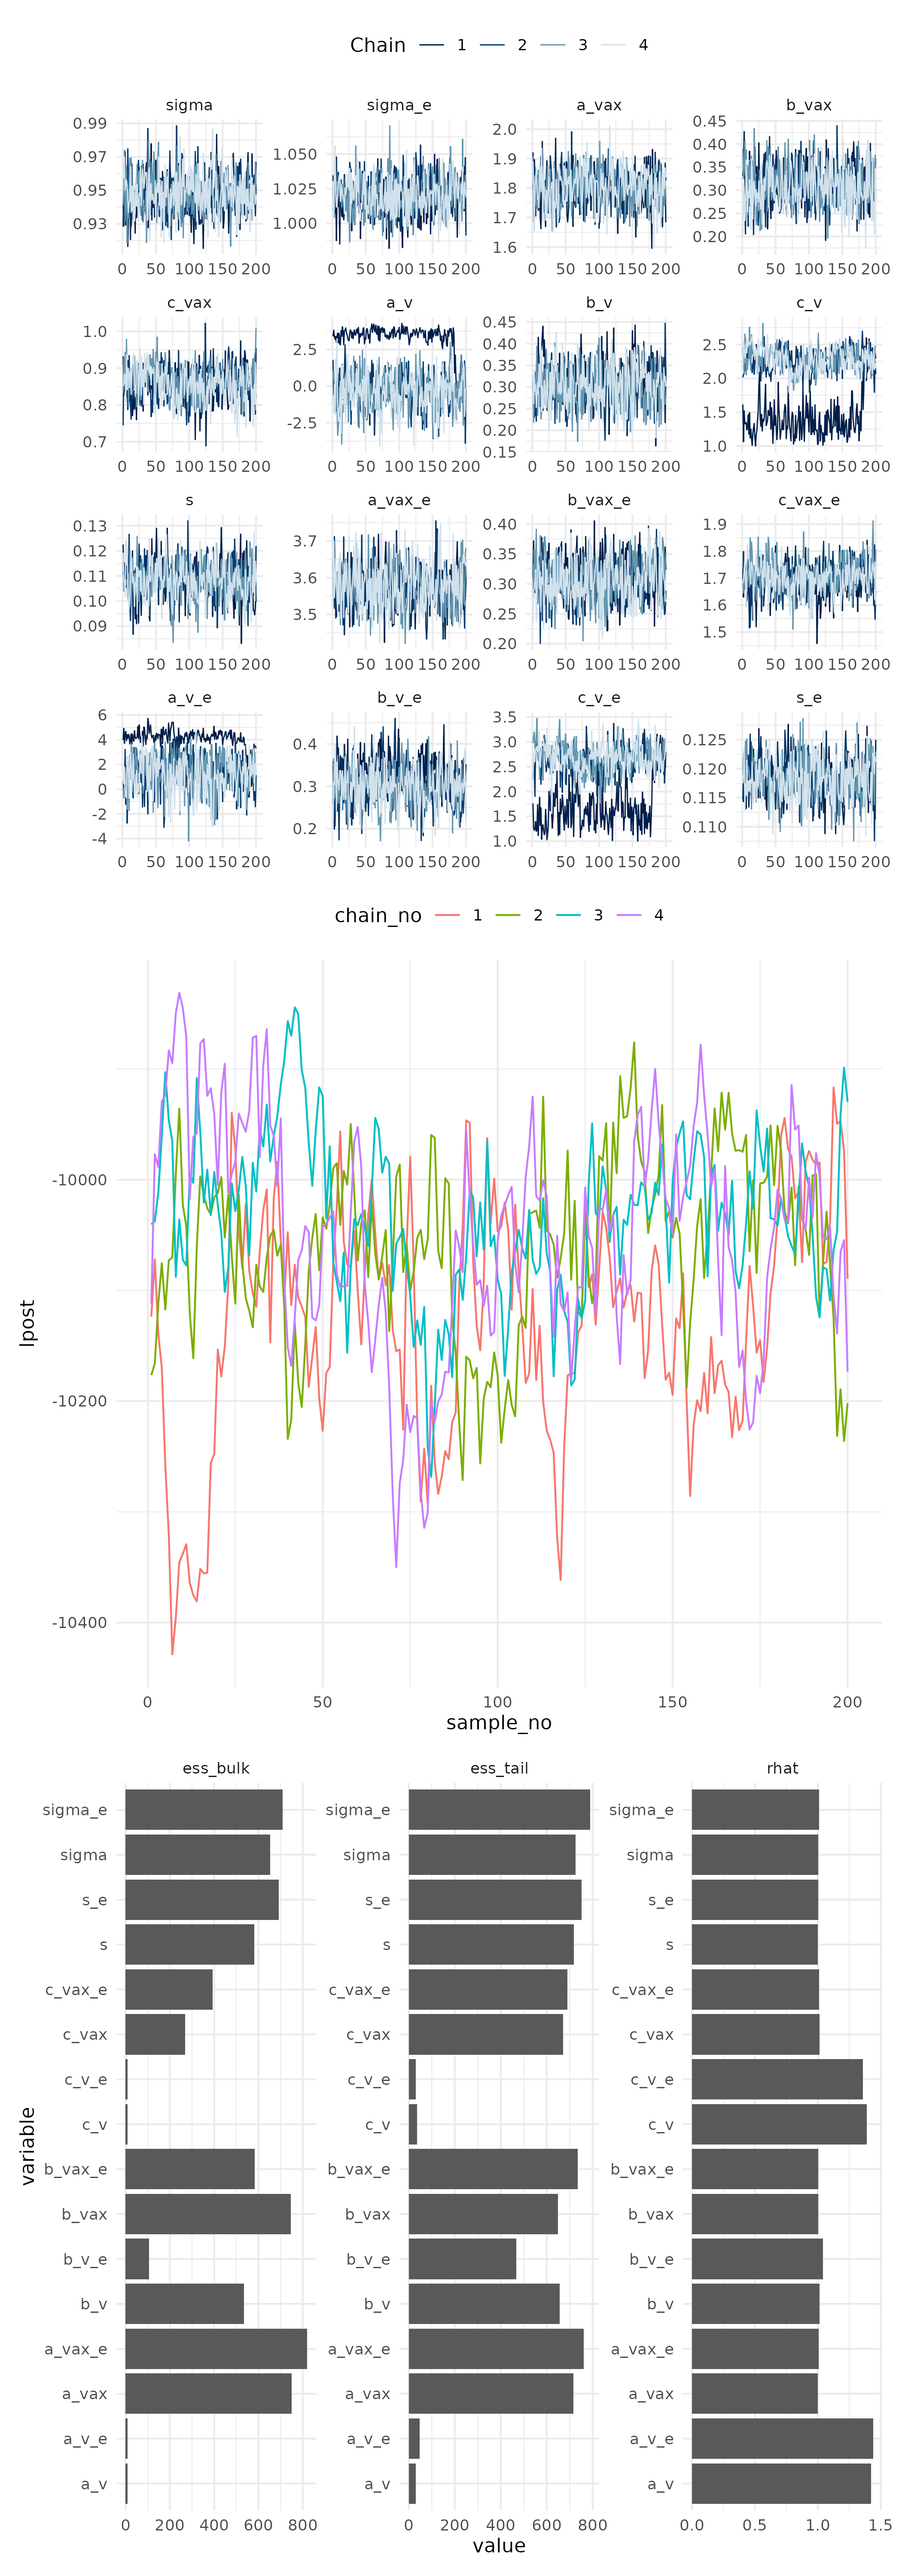 Chain 1 2 3 4
sigma sigma_e a_vax b_vax
0.99 0.97 0.95 0.93
1.050 1.025 1.000
2.0 1.9 1.8 1.7 1.6
0.45 0.40 0.35 0.30 0.25 0.20
0 50 100 150 200 0 50 100 150 200 0 50 100 150 200 0 50 100 150 200
c_vax a_v b_v c_v
1.0 0.9 0.8 0.7
2.5 0.0 -2.5
0.45 0.40 0.35 0.30 0.25 0.20 0.15
2.5 2.0 1.5 1.0
0 50 100 150 200 0 50 100 150 200 0 50 100 150 200 0 50 100 150 200
s a_vax_e b_vax_e c_vax_e
0.13 0.12 0.11 0.10 0.09
3.7 3.6 3.5
0.40 0.35 0.30 0.25 0.20
1.9 1.8 1.7 1.6 1.5
0 50 100 150 200 0 50 100 150 200 0 50 100 150 200 0 50 100 150 200
a_v_e b_v_e c_v_e s_e
6 4 2 0 -2 -4
0.4 0.3 0.2
3.5 3.0 2.5 2.0 1.5 1.0
0.125 0.120 0.115 0.110
0 50 100 150 200 0 50 100 150 200 0 50 100 150 200 0 50 100 150 200
chain_no 1 2 3 4
lpost
-10000
-10200
-10400
0 50 100 150 200
sample_no
ess_bulk ess_tail rhat
variable
sigma_e sigma_e sigma_e
sigma sigma sigma
s_e s_e s_e
s s s
c_vax_e c_vax_e c_vax_e
c_vax c_vax c_vax
c_v_e c_v_e c_v_e
c_v c_v c_v
b_vax_e b_vax_e b_vax_e
b_vax b_vax b_vax
b_v_e b_v_e b_v_e
b_v b_v b_v
a_vax_e a_vax_e a_vax_e
a_vax a_vax a_vax
a_v_e a_v_e a_v_e
a_v a_v a_v
0 200 400 600 800 0 200 400 600 800 0.0 0.5 1.0 1.5
value